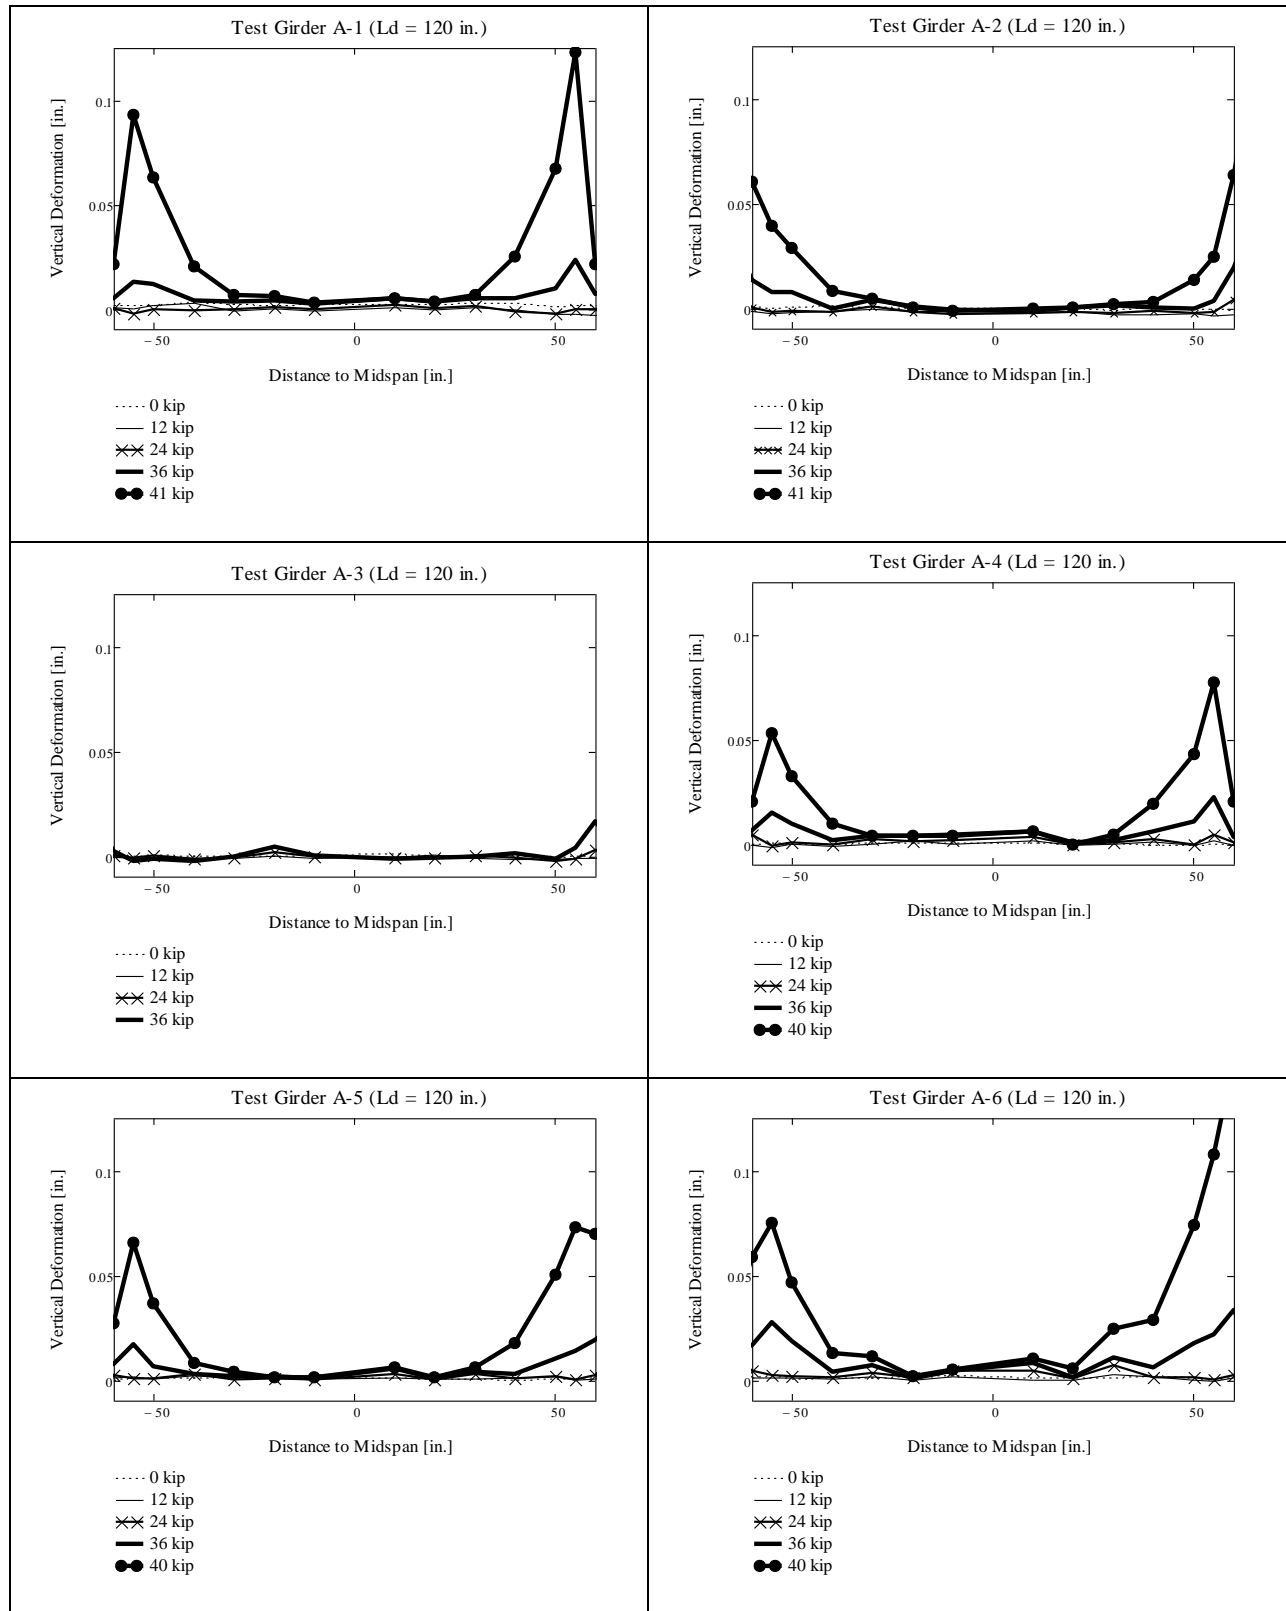 Test Girder A-1 (Ld = 120 in.)
Vertical Deformation [in.]
0.1
0.05
0
− 50
0
50
Distance to Midspan [in.]
0 kip
12 kip
24 kip
36 kip
41 kip
Test Girder A-2 (Ld = 120 in.)
Vertical Deformation [in.]
0.1
0.05
0
− 50
0
50
Distance to Midspan [in.]
0 kip
12 kip
24 kip
36 kip
41 kip
Test Girder A-3 (Ld = 120 in.)
Vertical Deformation [in.]
0.1
0.05
0
− 50
0
50
Distance to Midspan [in.]
0 kip
12 kip
24 kip
36 kip
Test Girder A-4 (Ld = 120 in.)
Vertical Deformation [in.]
0.1
0.05
0
− 50
0
50
Distance to Midspan [in.]
0 kip
12 kip
24 kip
36 kip
40 kip
Test Girder A-5 (Ld = 120 in.)
Vertical Deformation [in.]
0.1
0.05
0
− 50
0
50
Distance to Midspan [in.]
0 kip
12 kip
24 kip
36 kip
40 kip
Test Girder A-6 (Ld = 120 in.)
Vertical Deformation [in.]
0.1
0.05
0
− 50
0
50
Distance to Midspan [in.]
0 kip
12 kip
24 kip
36 kip
40 kip